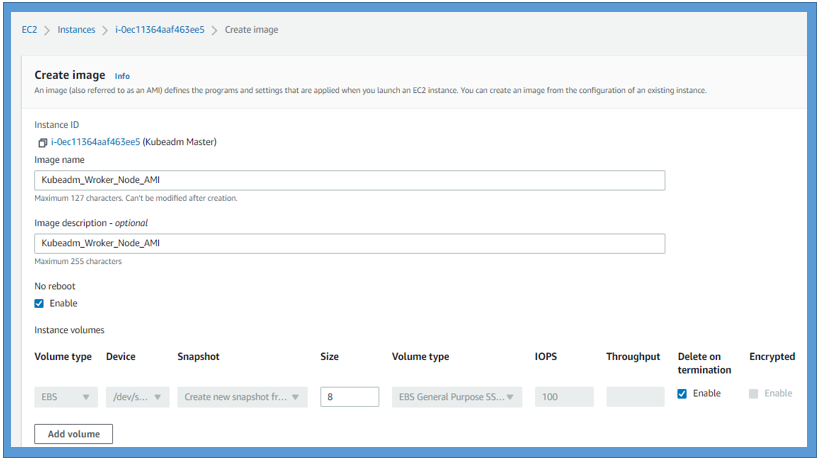 EC2 > Instances > i-0ec11364aaf463ee5 > Create image
Create image Info
An image (also referred to as an AMI) defines the programs and settings that are applied when you launch an EC2 instance. You can create an image from the configuration of an existing instance.
Instance ID
i-0ec11364aaf463ee5 (Kubeadm Master)
Image name
Kubeadm_Wroker_Node_AMI
Maximum 127 characters. Can't be modified after creation.
Image description - optional
Kubeadm_Wroker_Node_AMI
Maximum 255 characters
No reboot
Enable
Instance volumes
Volume type Device Snapshot Size Volume type IOPS Throughput Delete on termination Encrypted
EBS /dev/s... Create new snapshot fr... 8 EBS General Purpose SS... 100 Enable Enable
Add volume